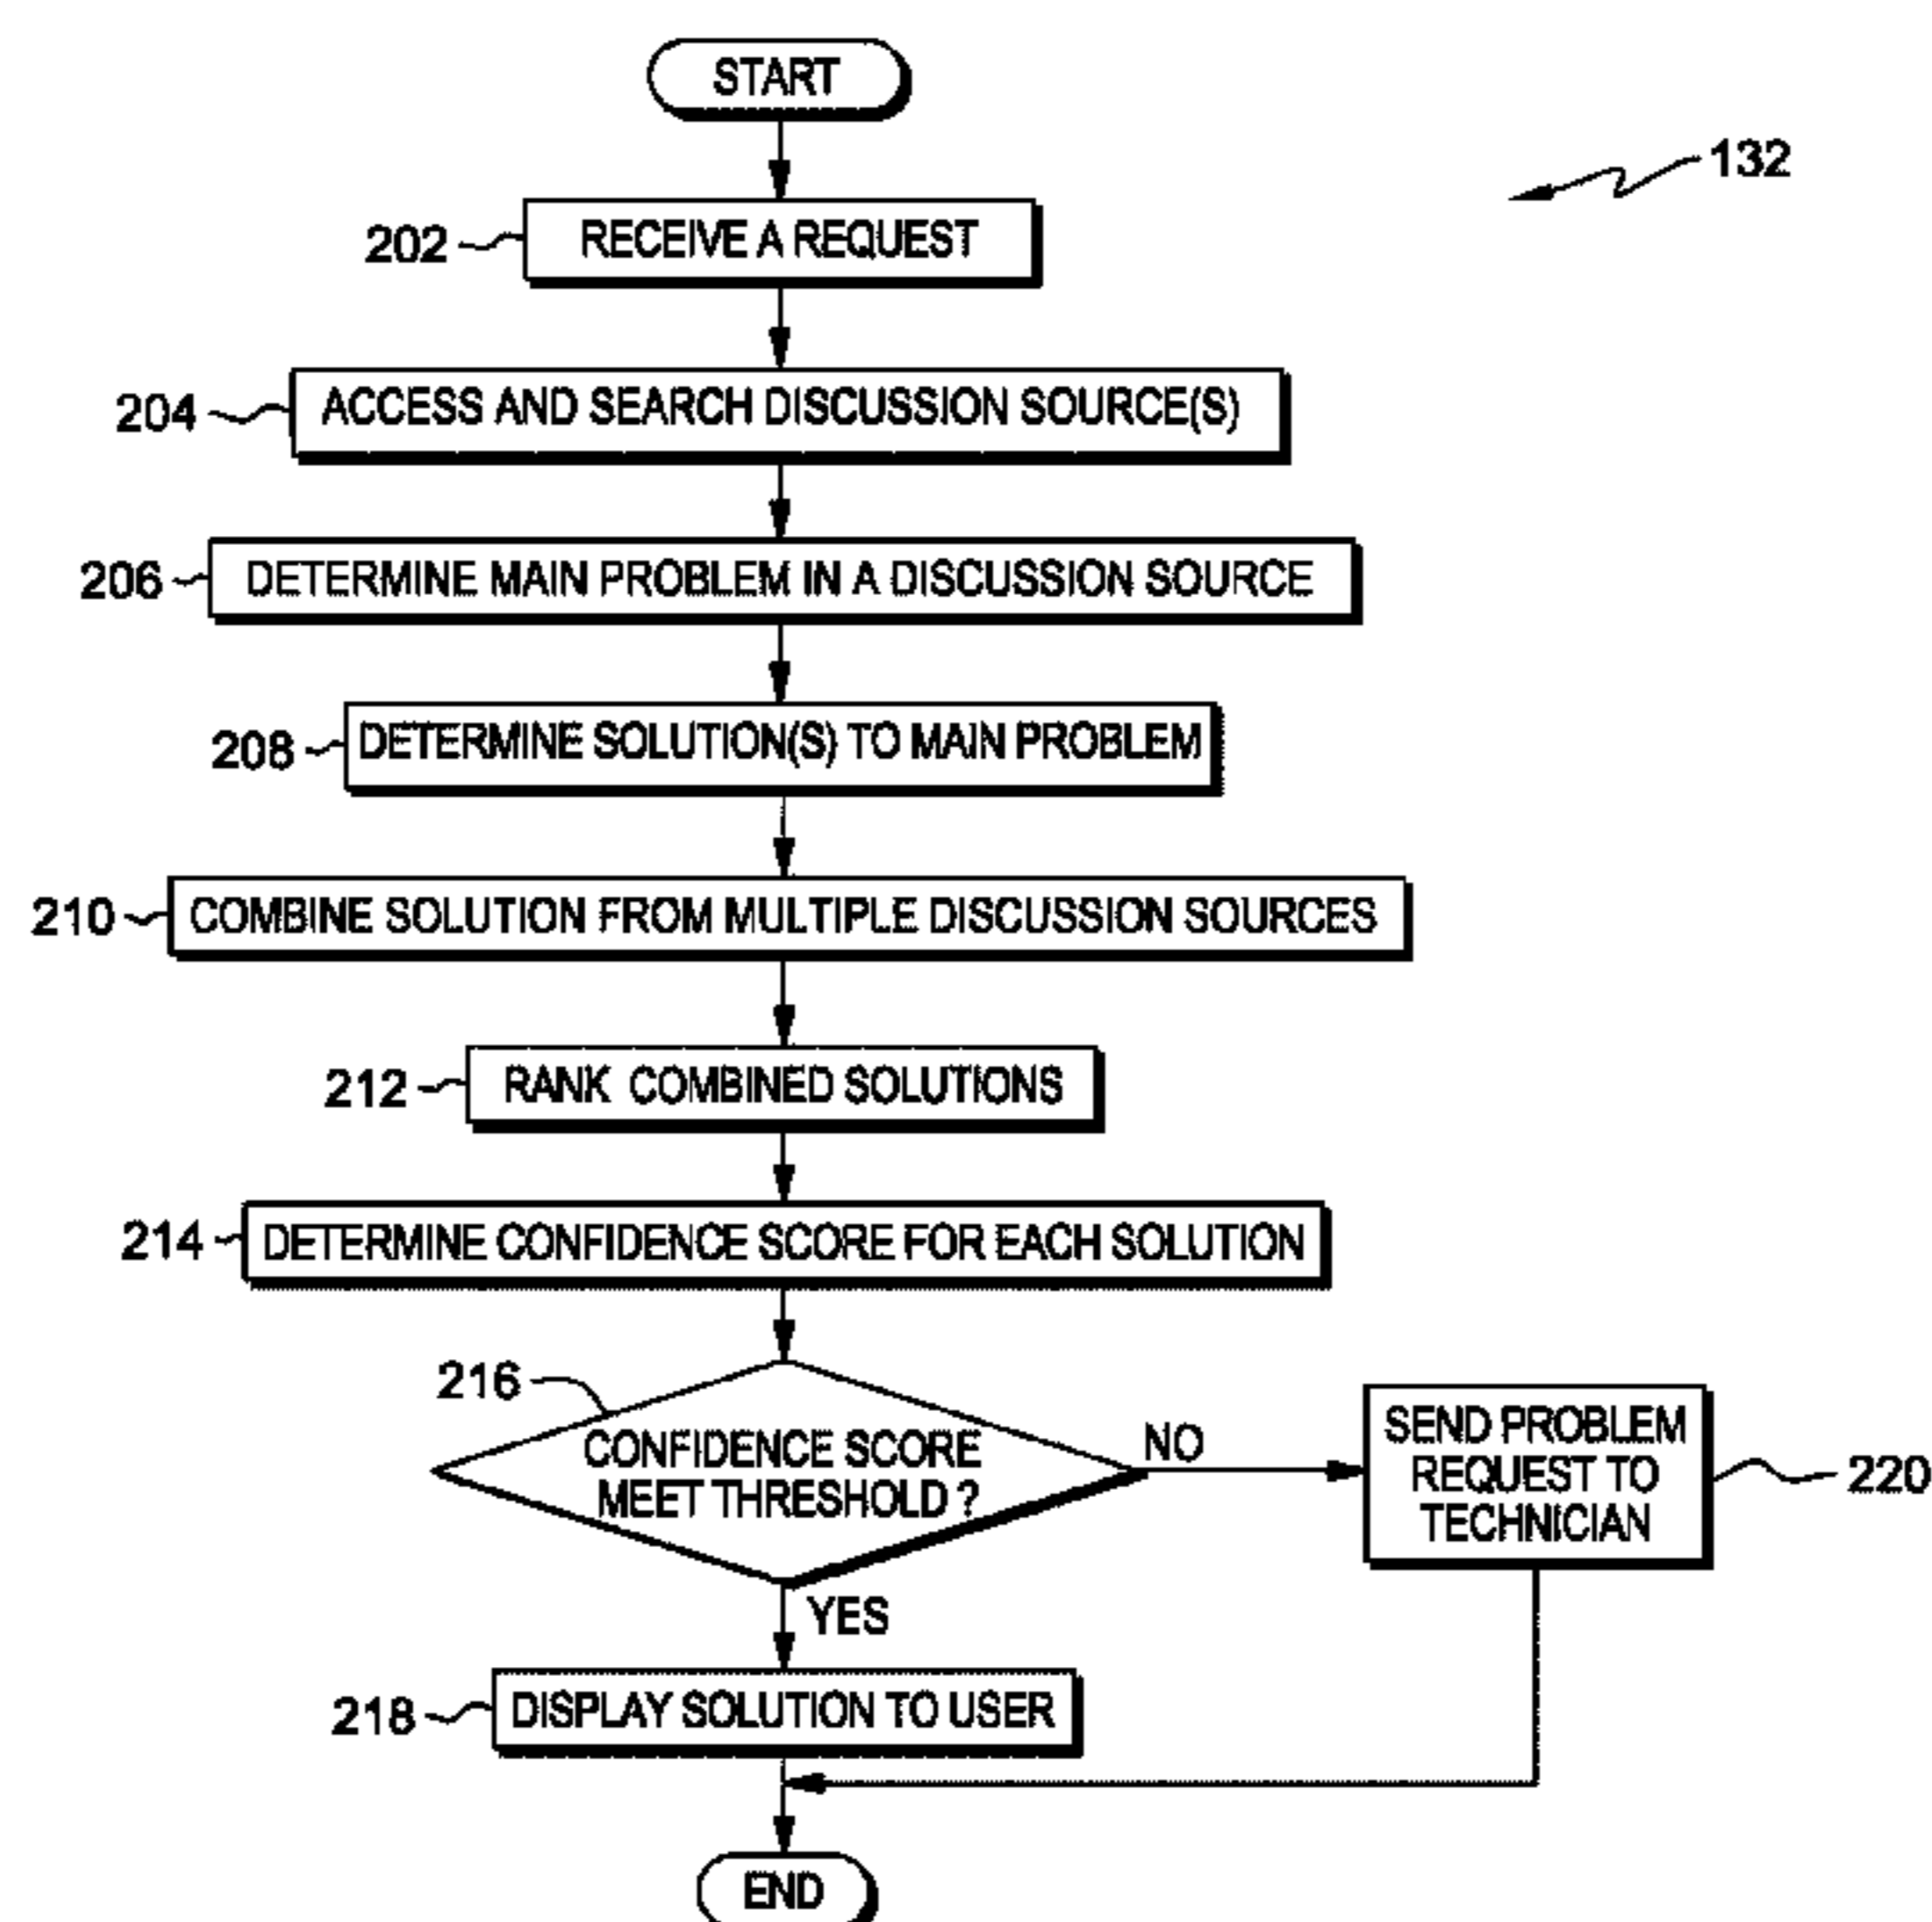 START
132
202
RECEIVE A REQUEST
204
ACCESS AND SEARCH DISCUSSION SOURCE(S)
206
DETERMINE MAIN PROBLEM IN A DISCUSSION SOURCE
208
DETERMINE SOLUTION(S) TO MAIN PROBLEM
210
COMBINE SOLUTION FROM MULTIPLE DISCUSSION SOURCES
212
RANK COMBINED SOLUTIONS
214
DETERMINE CONFIDENCE SCORE FOR EACH SOLUTION
216
CONFIDENCE SCORE
MEET THRESHOLD ?
NO
SEND PROBLEM
REQUEST TO
TECHNICIAN
220
YES
218
DISPLAY SOLUTION TO USER
END